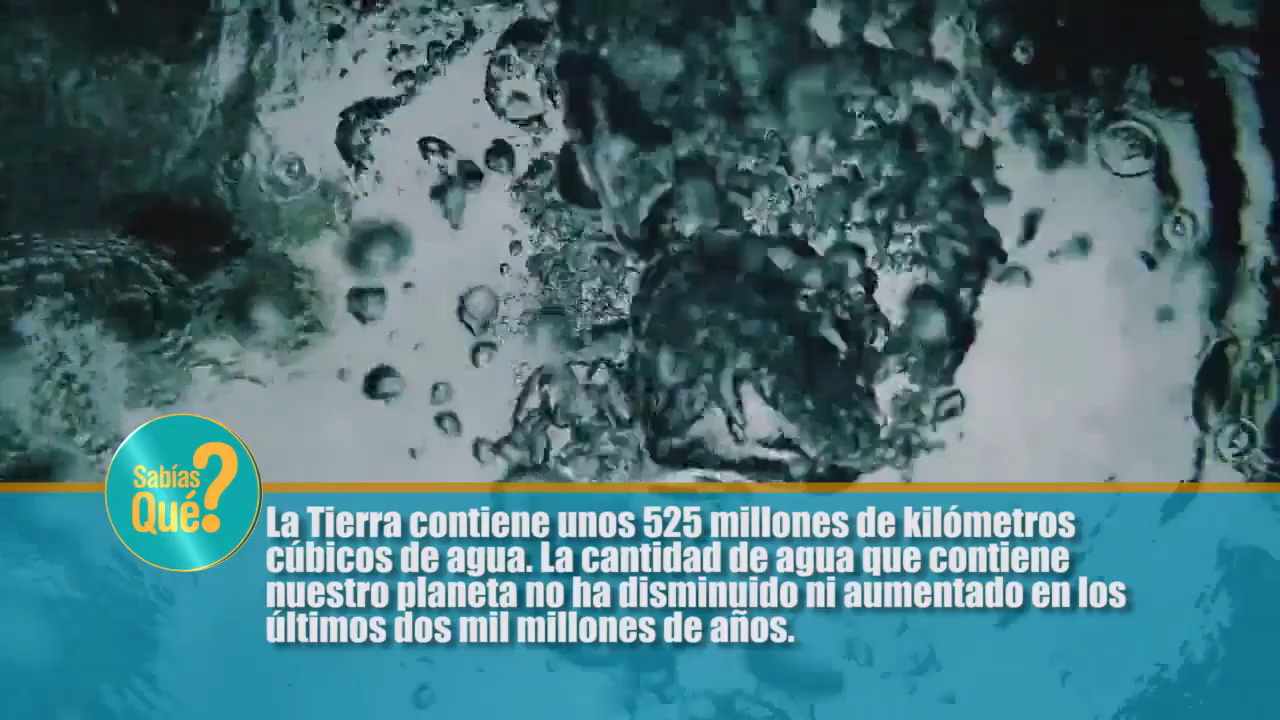 Sabías
Qué?
La Tierra contiene unos 525 millones de kilómetros
cúbicos de agua. La cantidad de agua que contiene
nuestro planeta no ha disminuido ni aumentado en los
últimos dos mil millones de años.